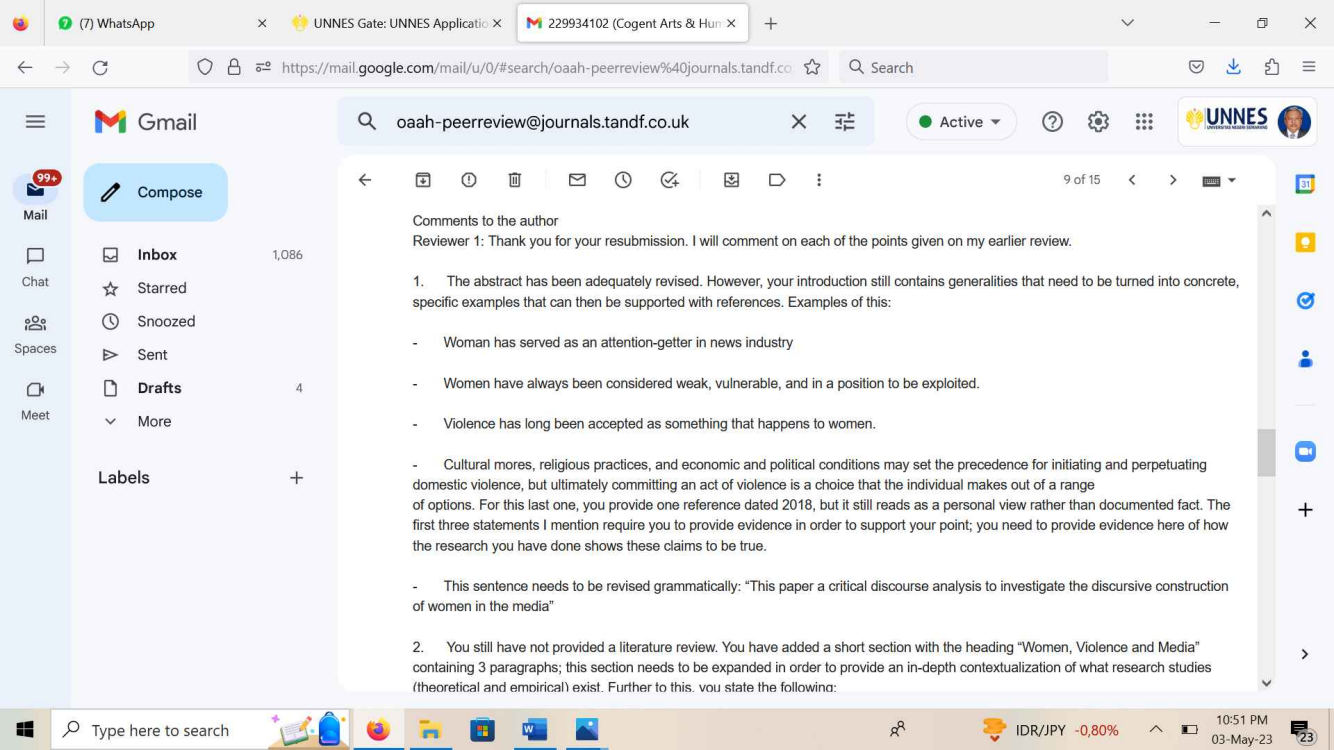 7 (7) WhatsApp
UNNES Gate: UNNES Applicatio
229934102 (Cogent Arts & Hum
https://mail.google.com/mail/u/0/#search/oaah-peerreview%40journals.tandf.co
Search
Gmail
oaah-peerreview@journals.tandf.co.uk
Active
UNNES
UNIVERSITAS NEGERI SEMARANG
99+
Mail
Chat
Spaces
Meet
Compose
Inbox 1,086
Starred
Snoozed
Sent
Drafts 4
More
Labels
9 of 15
31
Comments to the author
Reviewer 1: Thank you for your resubmission. I will comment on each of the points given on my earlier review.
1. The abstract has been adequately revised. However, your introduction still contains generalities that need to be turned into concrete,
specific examples that can then be supported with references. Examples of this:
- Woman has served as an attention-getter in news industry
- Women have always been considered weak, vulnerable, and in a position to be exploited.
- Violence has long been accepted as something that happens to women.
- Cultural mores, religious practices, and economic and political conditions may set the precedence for initiating and perpetuating
domestic violence, but ultimately committing an act of violence is a choice that the individual makes out of a range
of options. For this last one, you provide one reference dated 2018, but it still reads as a personal view rather than documented fact. The
first three statements I mention require you to provide evidence in order to support your point; you need to provide evidence here of how
the research you have done shows these claims to be true.
- This sentence needs to be revised grammatically: “This paper a critical discourse analysis to investigate the discursive construction
of women in the media”
2. You still have not provided a literature review. You have added a short section with the heading “Women, Violence and Media”
containing 3 paragraphs; this section needs to be expanded in order to provide an in-depth contextualization of what research studies
(theoretical and empirical) exist. Further to this, you state the following:
Type here to search
IDR/JPY -0,80%
10:51 PM
03-May-23
23